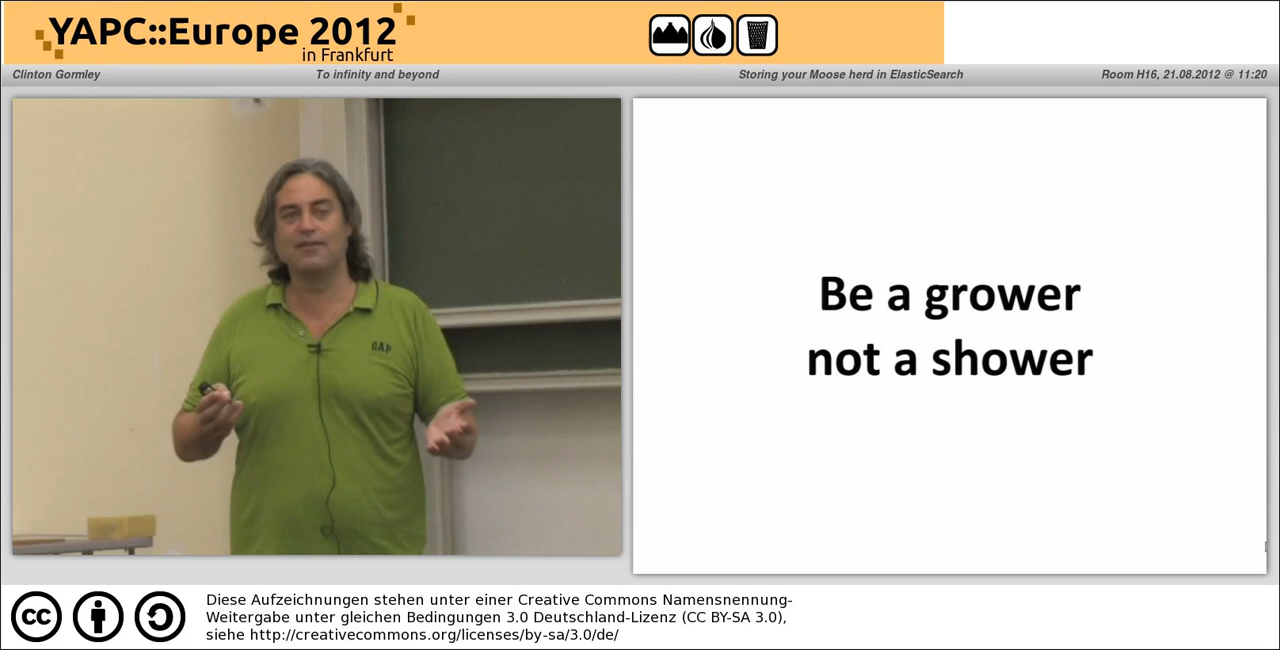 YAPC::Europe 2012
in Frankfurt
Clinton Gormley To infinity and beyond Storing your Moose herd in ElasticSearch Room H16, 21.08.2012 @ 11:20
GAP
Be a grower
not a shower
cc
Diese Aufzeichnungen stehen unter einer Creative Commons Namensnennung-
Weitergabe unter gleichen Bedingungen 3.0 Deutschland-Lizenz (CC BY-SA 3.0),
siehe http://creativecommons.org/licenses/by-sa/3.0/de/